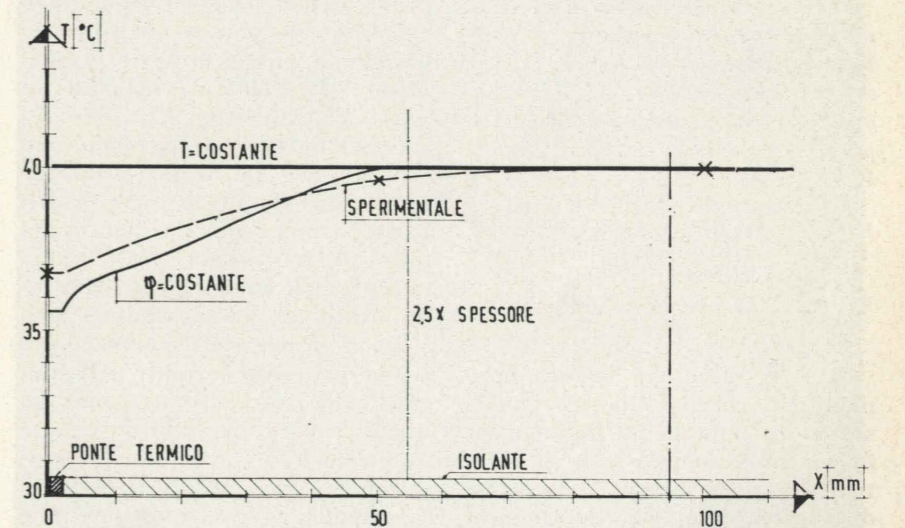 T [°C]
T=COSTANTE
40
SPERIMENTALE
φ=COSTANTE
2,5 X SPESSORE
35
PONTE TERMICO
ISOLANTE
30
X [mm]
0
50
100